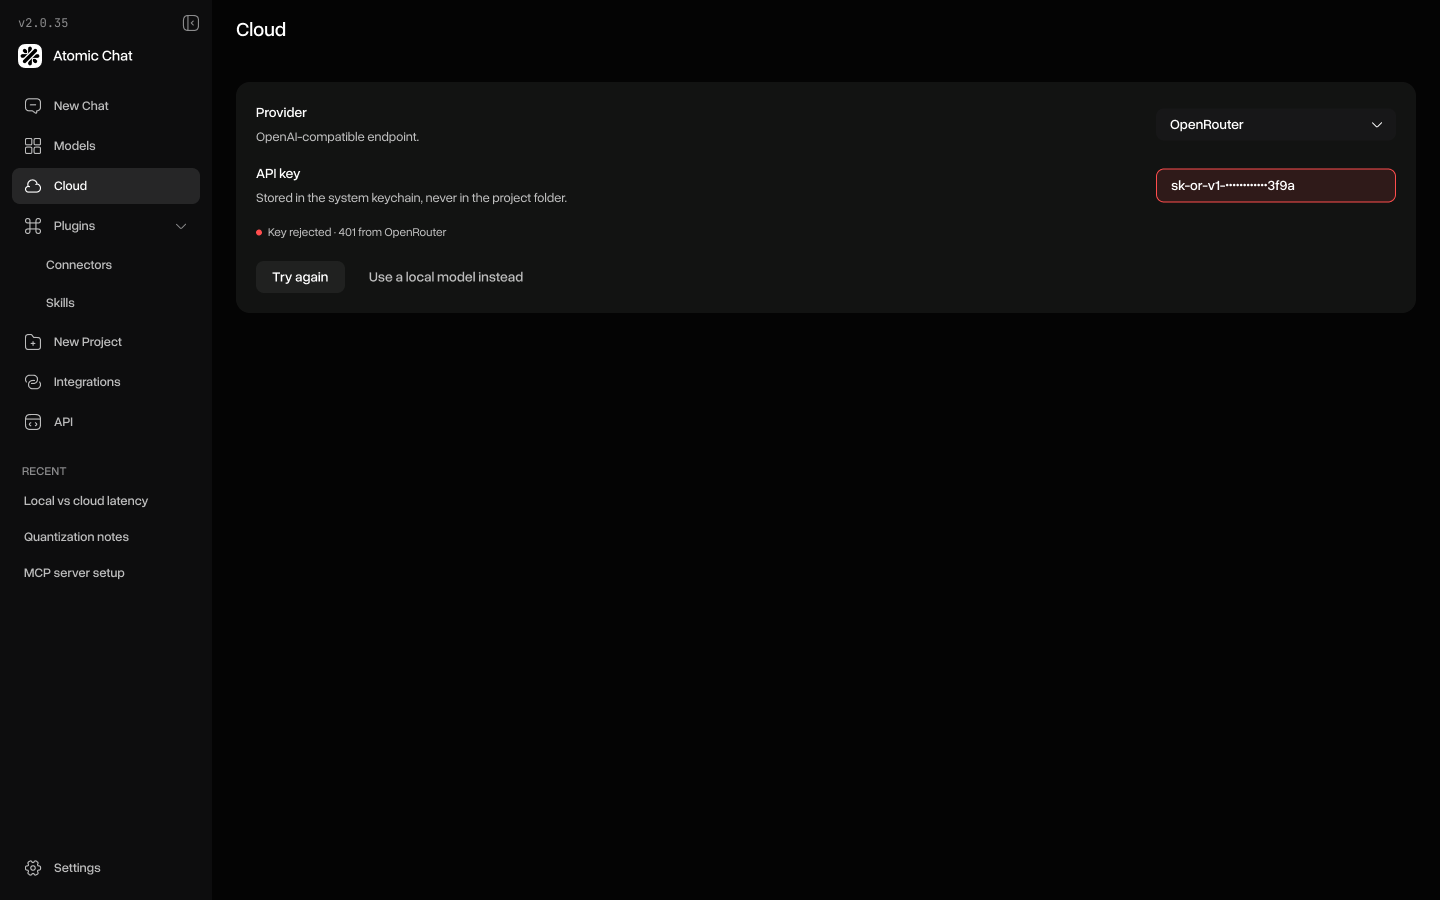 v2.0.35
Atomic Chat
New Chat
Models
Cloud
Plugins
Connectors
Skills
New Project
Integrations
API
RECENT
Local vs cloud latency
Quantization notes
MCP server setup
Settings
Cloud
Provider
OpenAI-compatible endpoint.
OpenRouter
API key
Stored in the system keychain, never in the project folder.
sk-or-v1-••••••••••••3f9a
Key rejected · 401 from OpenRouter
Try again
Use a local model instead